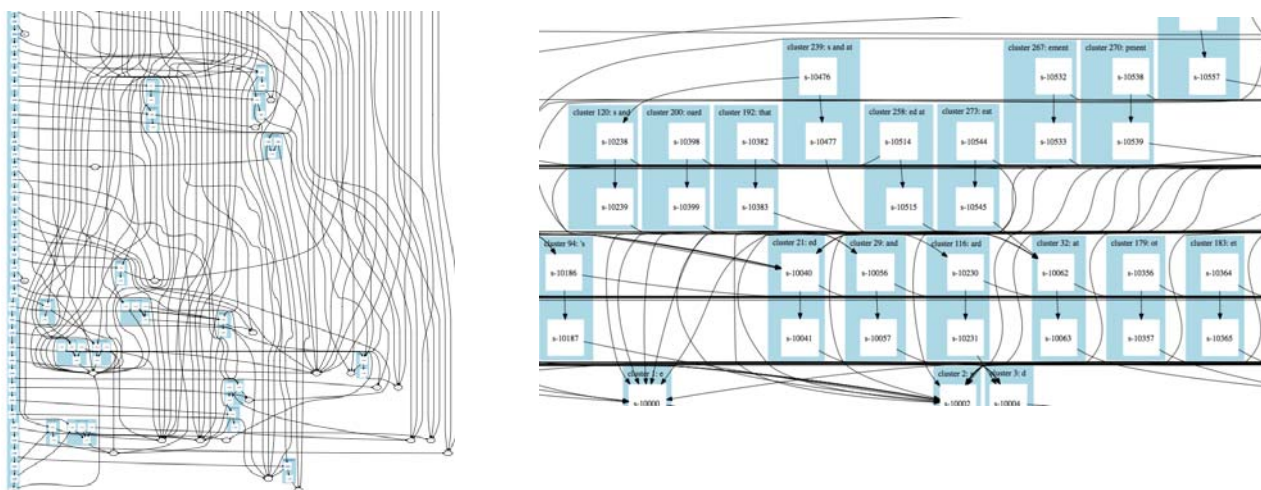 cluster 239: s and at
cluster 267: ement
cluster 270: pment
s-10476
s-10532
s-10538
s-10557
cluster 120: s and
cluster 200: oard
cluster 192: that
cluster 258: ed at
cluster 273: eat
s-10238
s-10398
s-10382
s-10477
s-10514
s-10544
s-10533
s-10539
s-10239
s-10399
s-10383
s-10515
s-10545
cluster 94: 's
cluster 21: ed
cluster 29: and
cluster 116: ard
cluster 32: at
cluster 179: ot
cluster 183: et
s-10186
s-10040
s-10056
s-10230
s-10062
s-10356
s-10364
s-10187
s-10041
s-10057
s-10231
s-10063
s-10357
s-10365
cluster 1: e
cluster 2:
cluster 3: d
s-10000
s-10002
s-10004